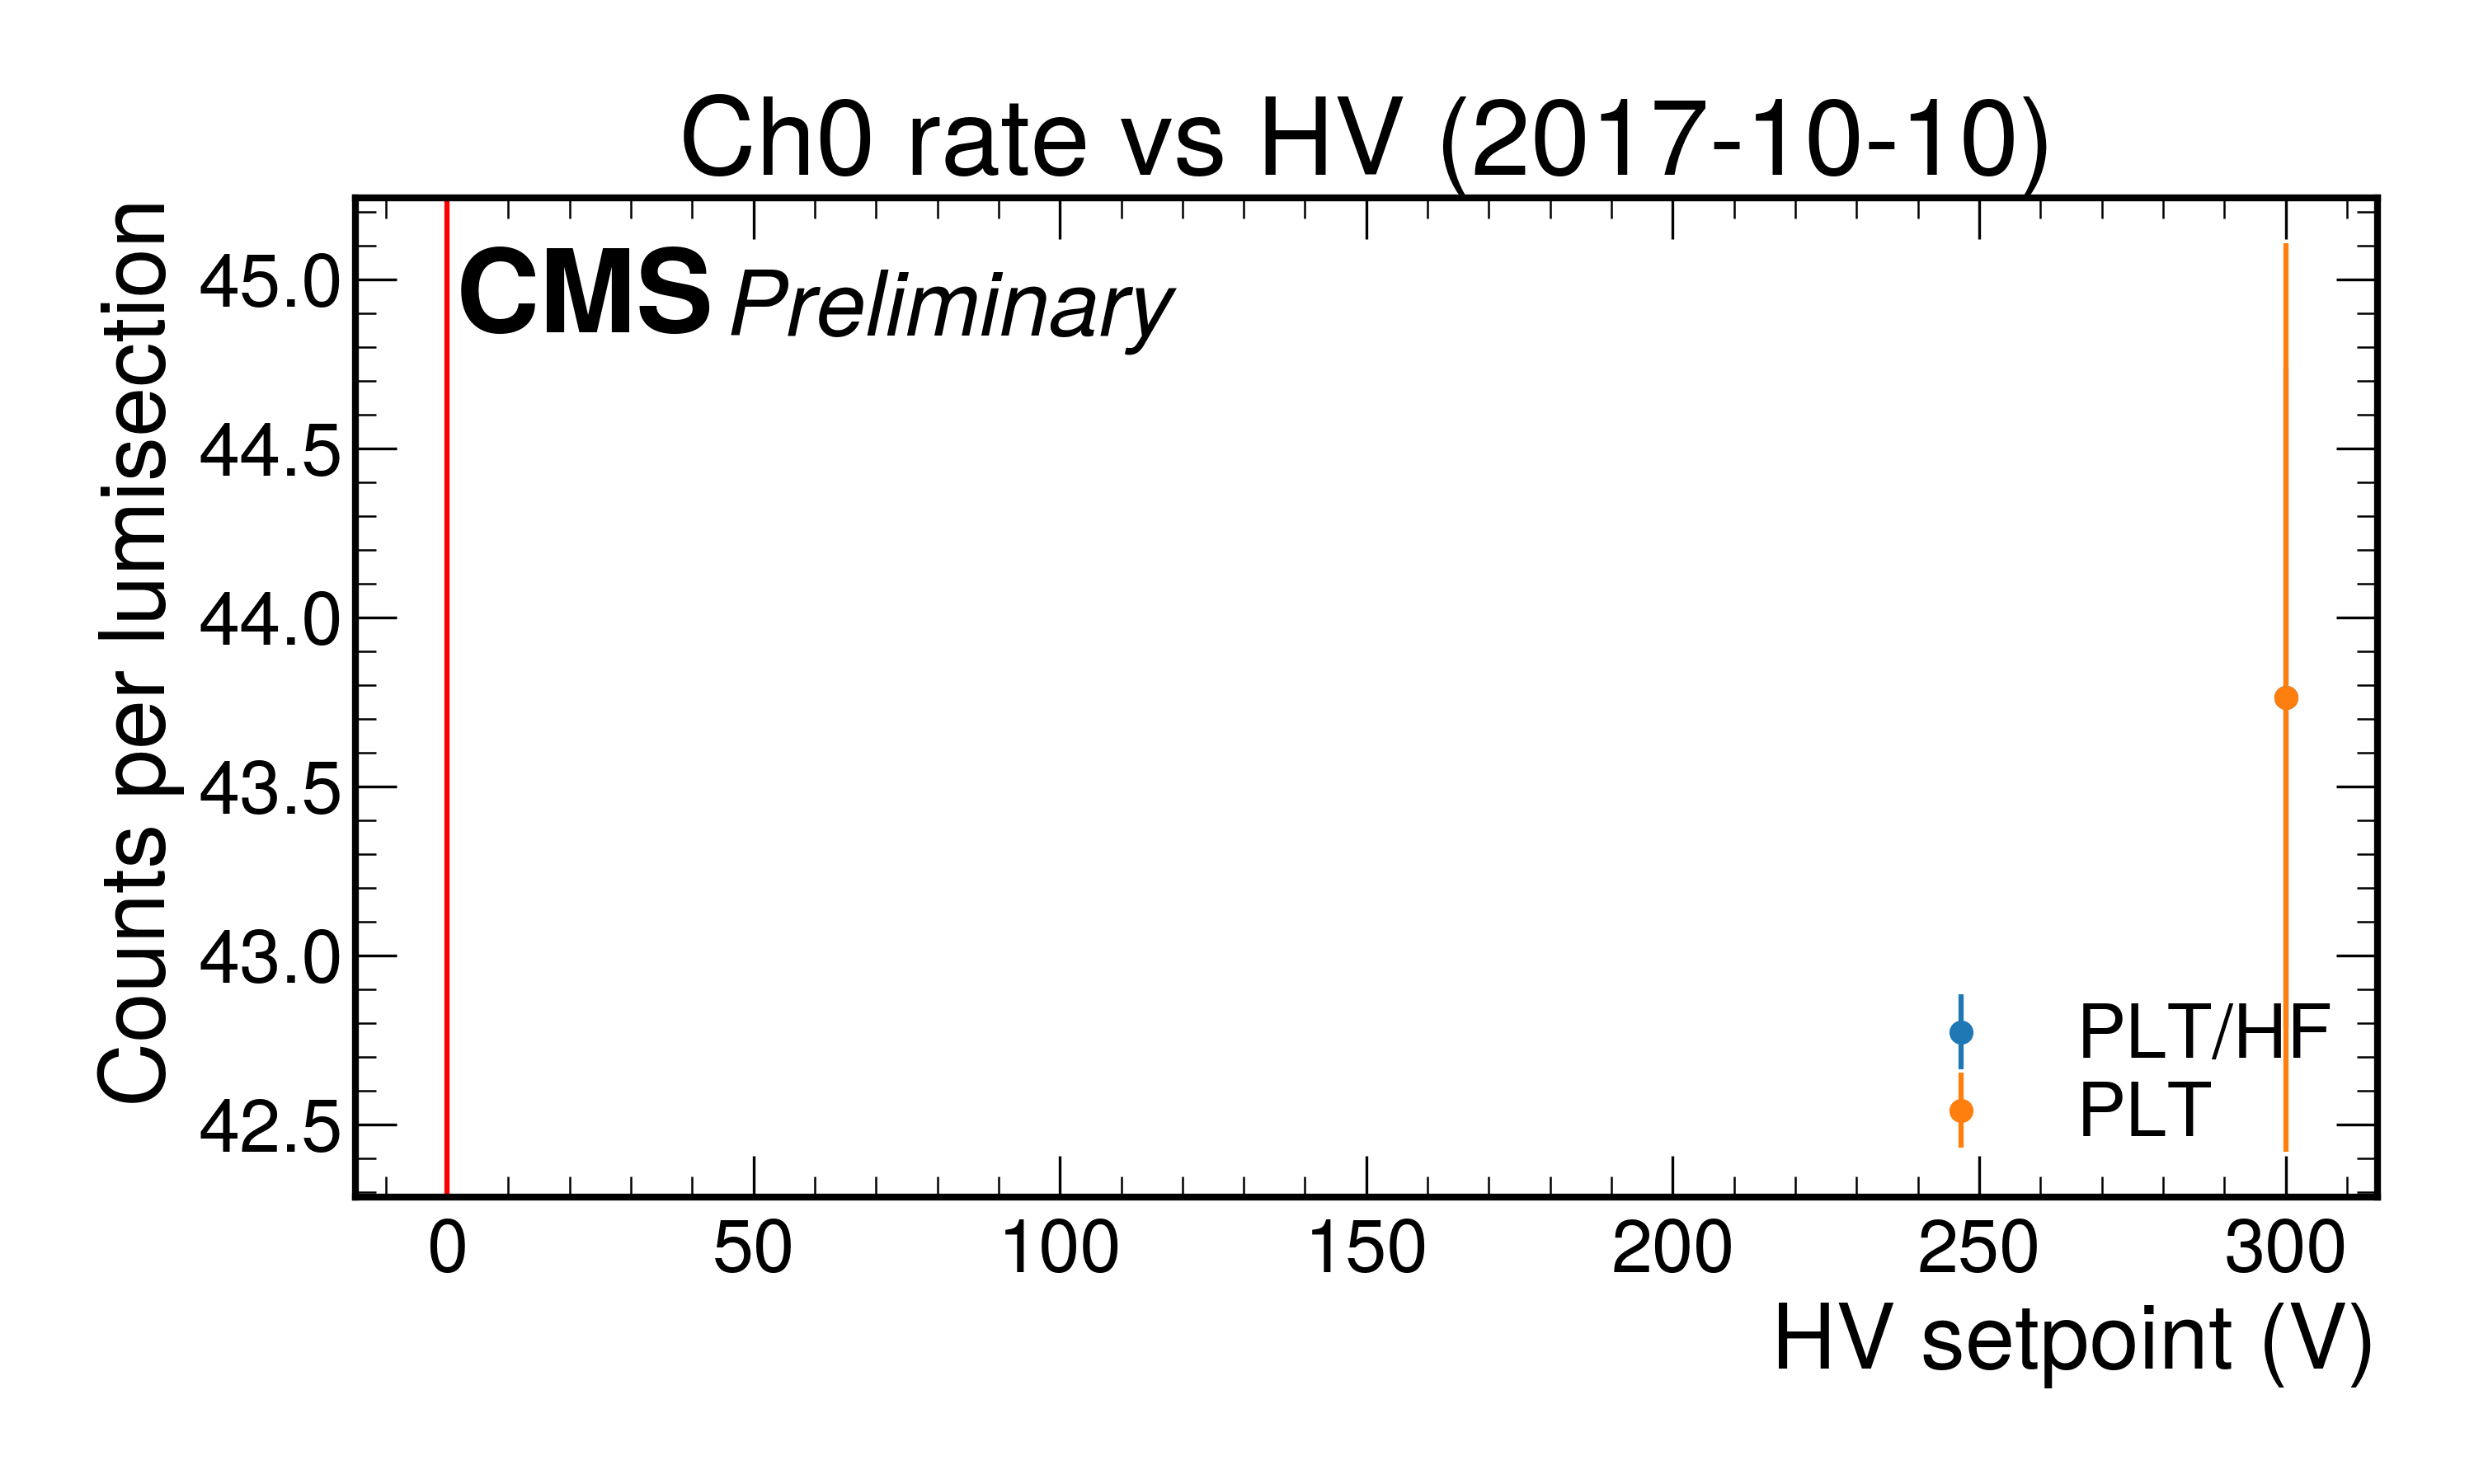 Ch0 rate vs HV (2017-10-10)
CMS Preliminary
Counts per lumisection
45.0
44.5
44.0
43.5
43.0
42.5
PLT/HF
PLT
0 50 100 150 200 250 300
HV setpoint (V)